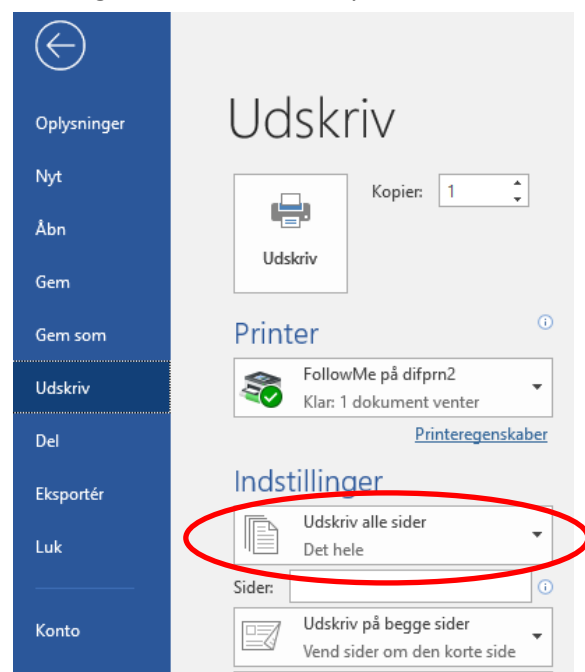 Oplysninger
Nyt
Åbn
Gem
Gem som
Udskriv
Del
Eksportér
Luk
Konto
Udskriv
Udskriv
Kopier: 1
Printer
FollowMe på difprn2
Klar: 1 dokument venter
Printeregenskaber
Indstillinger
Udskriv alle sider
Det hele
Sider:
Udskriv på begge sider
Vend sider om den korte side